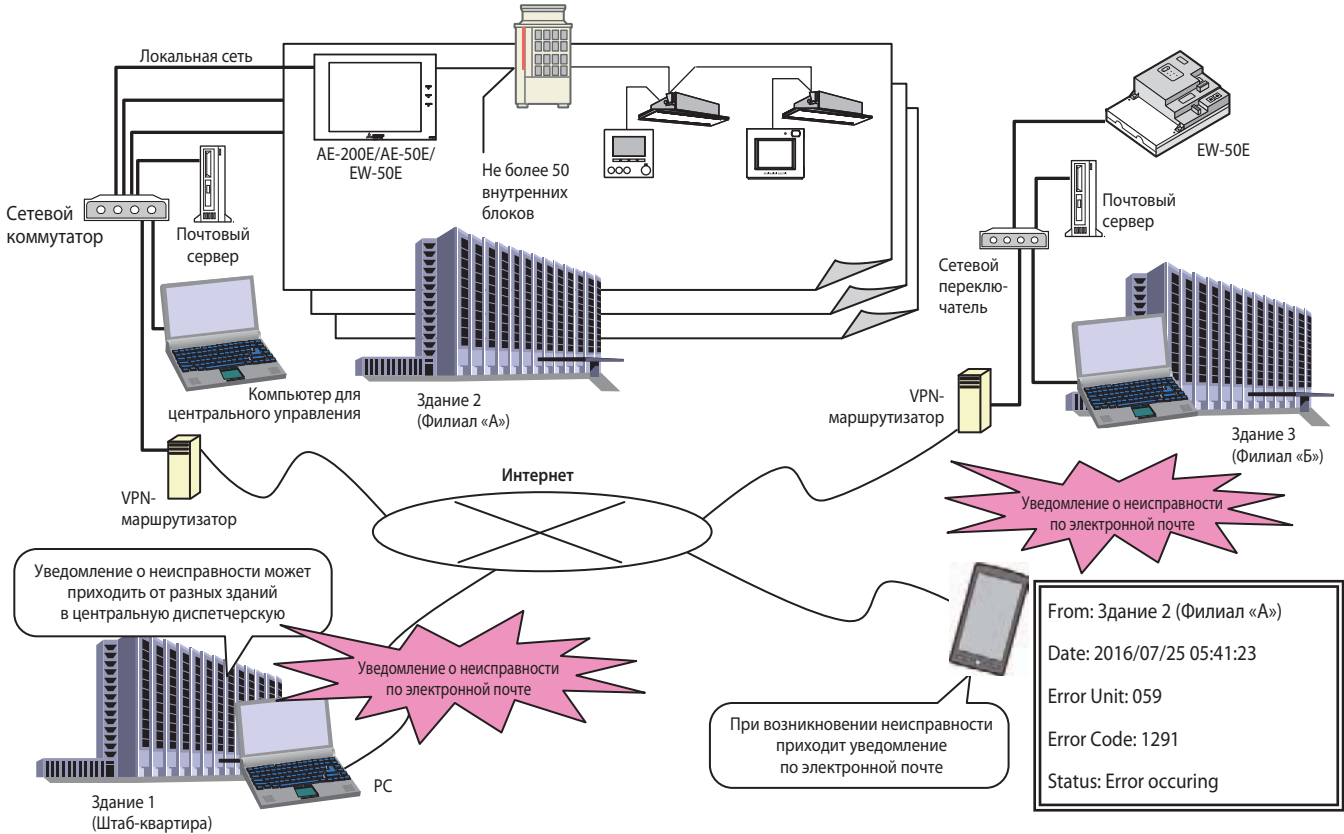 Локальная сеть
AE-200E/AE-50E/
EW-50E
Не более 50
внутренних
блоков
Сетевой
коммутатор
Почтовый
сервер
Компьютер для
центрального управления
Здание 2
(Филиал «А»)
VPN-
маршрутизатор
EW-50E
Почтовый
сервер
Сетевой
переклю-
чатель
VPN-
маршрутизатор
Здание 3
(Филиал «Б»)
Интернет
Уведомление о неисправности
по электронной почте
Уведомление о неисправности может
приходить от разных зданий
в центральную диспетчерскую
Уведомление о неисправности
по электронной почте
PC
Здание 1
(Штаб-квартира)
При возникновении неисправности
приходит уведомление
по электронной почте
From: Здание 2 (Филиал «А»)
Date: 2016/07/25 05:41:23
Error Unit: 059
Error Code: 1291
Status: Error occuring